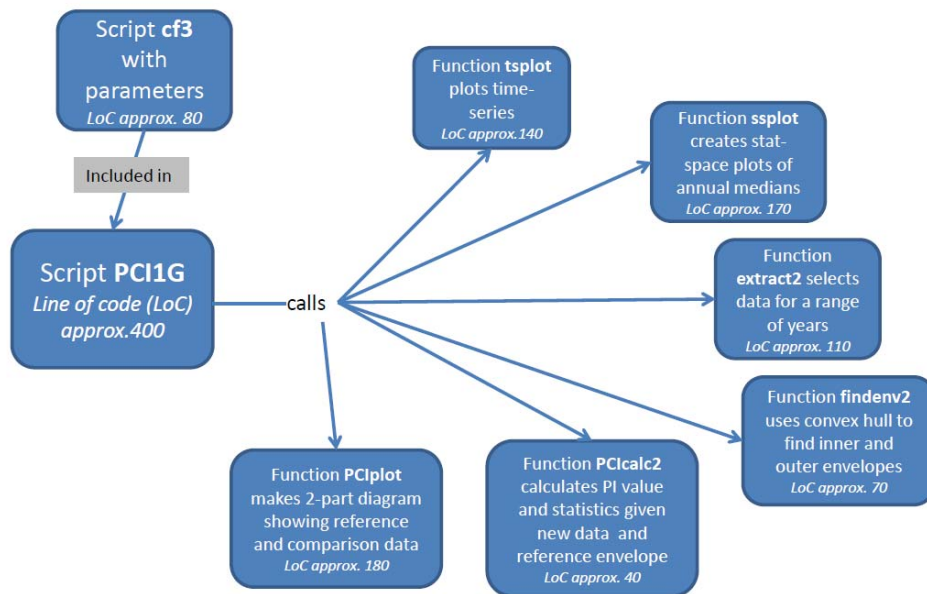 Script cf3
with
parameters
LoC approx. 80
Included in
Script PCI1G
Line of code (LoC)
approx.400
calls
Function tsplot
plots time-
series
LoC approx.140
Function ssplot
creates stat-
space plots of
annual medians
LoC approx. 170
Function
extract2 selects
data for a range
of years
LoC approx. 110
Function findenv2
uses convex hull to
find inner and
outer envelopes
LoC approx. 70
Function PCIcalc2
calculates PI value
and statistics given
new data and
reference envelope
LoC approx. 40
Function PCIplot
makes 2-part diagram
showing reference
and comparison data
LoC approx. 180